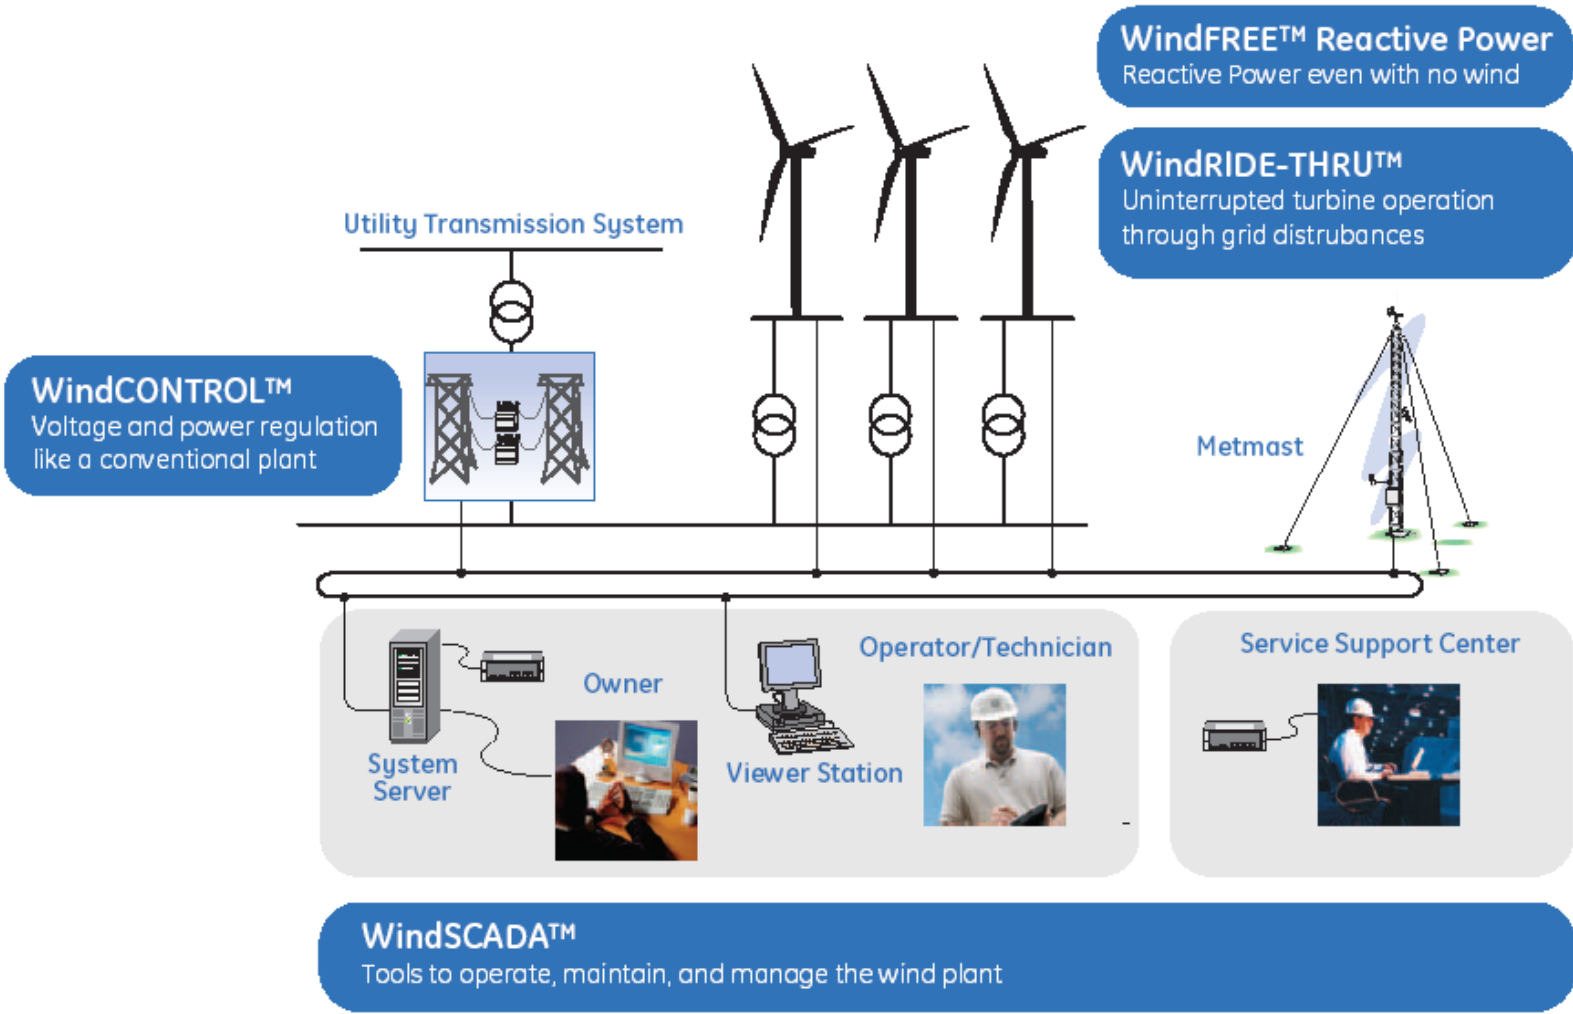 WindFREE™ Reactive Power
Reactive Power even with no wind
WindRIDE-THRU™
Uninterrupted turbine operation
through grid distrubances
Utility Transmission System
WindCONTROL™
Voltage and power regulation
like a conventional plant
Metmast
Operator/Technician
Service Support Center
Owner
System
Server
Viewer Station
WindSCADA™
Tools to operate, maintain, and manage the wind plant